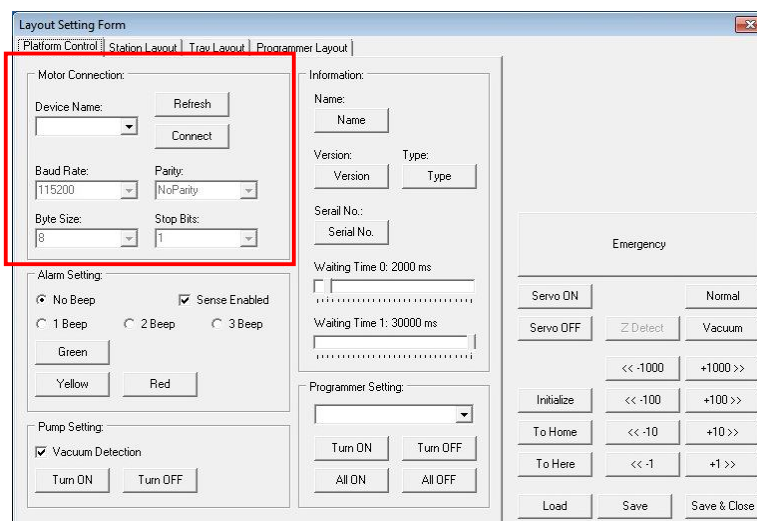 Layout Setting Form
Platform Control Station Layout Tray Layout Programmer Layout
Motor Connection:
Device Name:
Refresh
Connect
Baud Rate: Parity:
115200 NoParity
Byte Size: Stop Bits:
8 1
Alarm Setting:
No Beep Sense Enabled
1 Beep 2 Beep 3 Beep
Green
Yellow Red
Pump Setting:
Vacuum Detection
Turn ON Turn OFF
Information:
Name:
Name
Version: Type:
Version Type
Serail No.:
Serial No.
Waiting Time 0: 2000 ms
Waiting Time 1: 30000 ms
Programmer Setting:
Turn ON Turn OFF
All ON All OFF
Emergency
Servo ON Normal
Servo OFF Z Detect Vacuum
<< -1000 +1000 >>
Initialize << -100 +100 >>
To Home << -10 +10 >>
To Here << -1 +1 >>
Load Save Save & Close